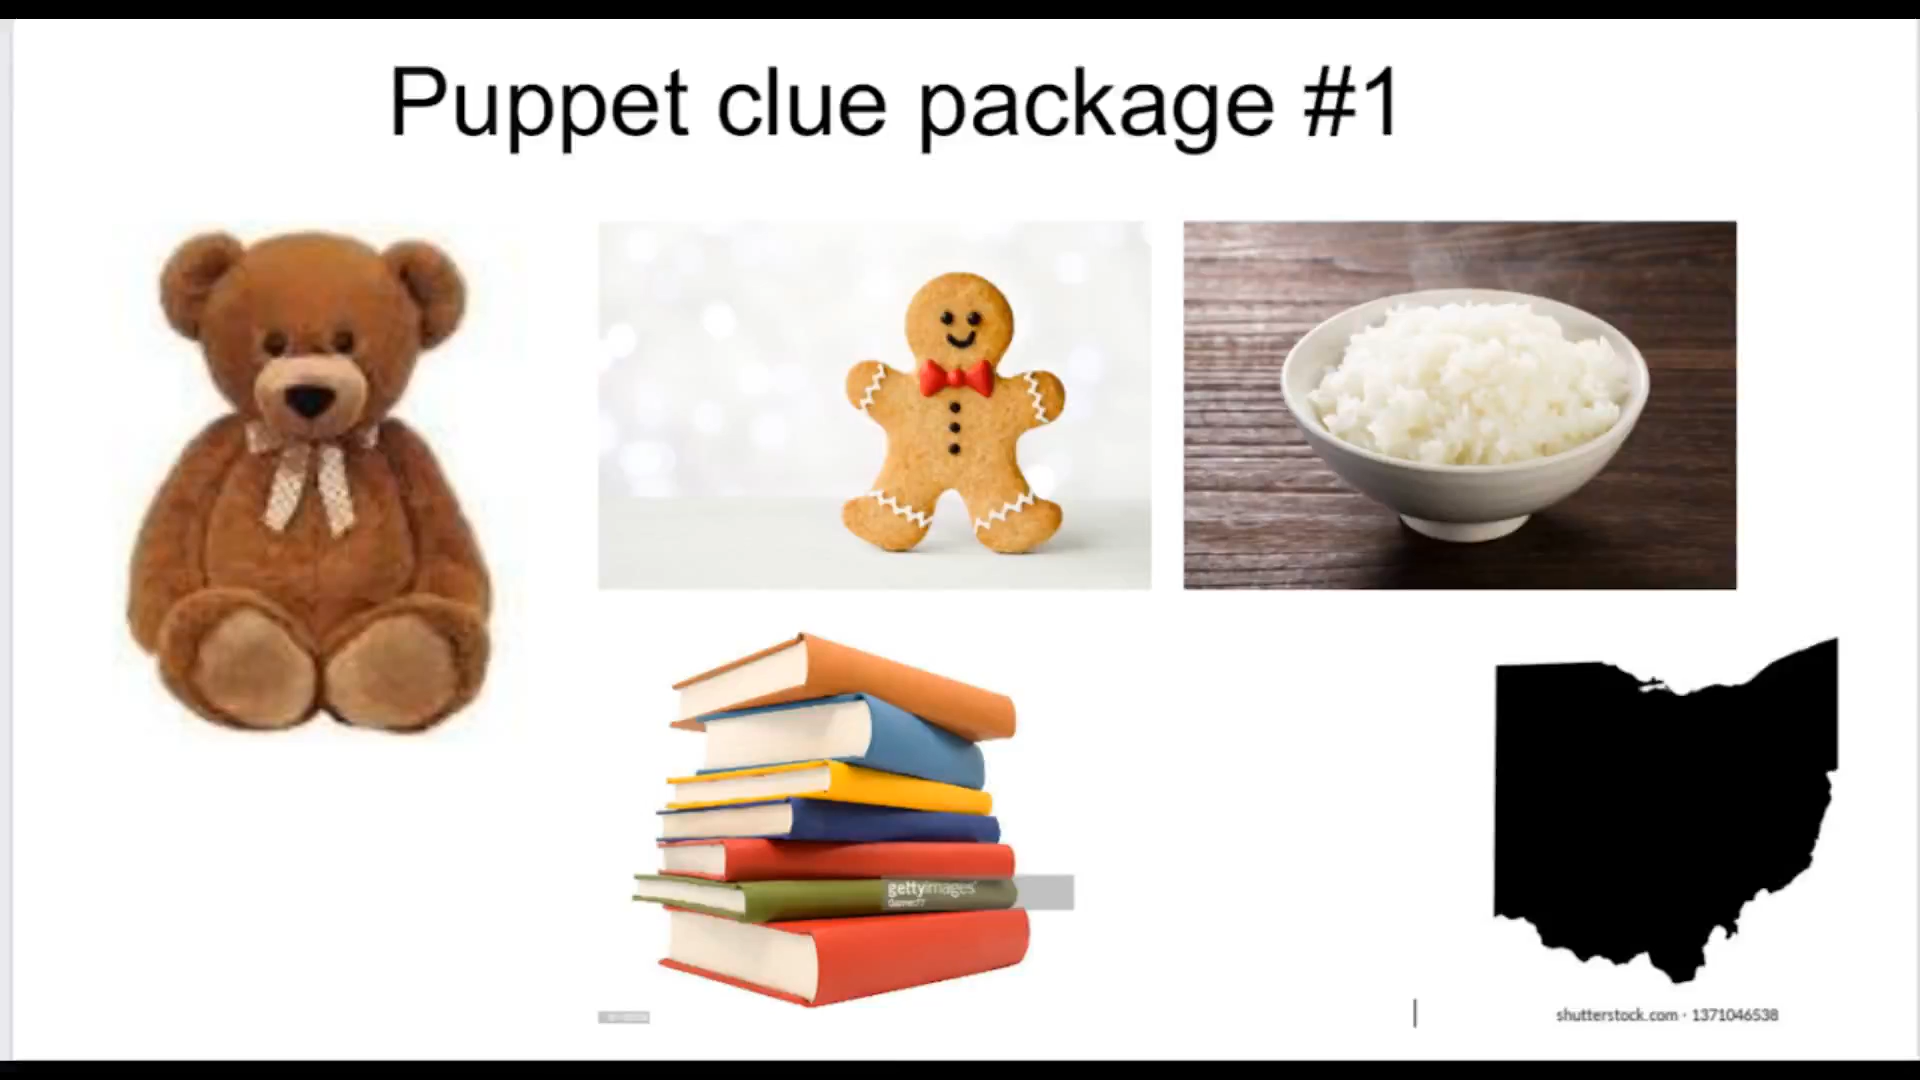 Puppet clue package #1
gettyimages
shutterstock.com · 1371046538